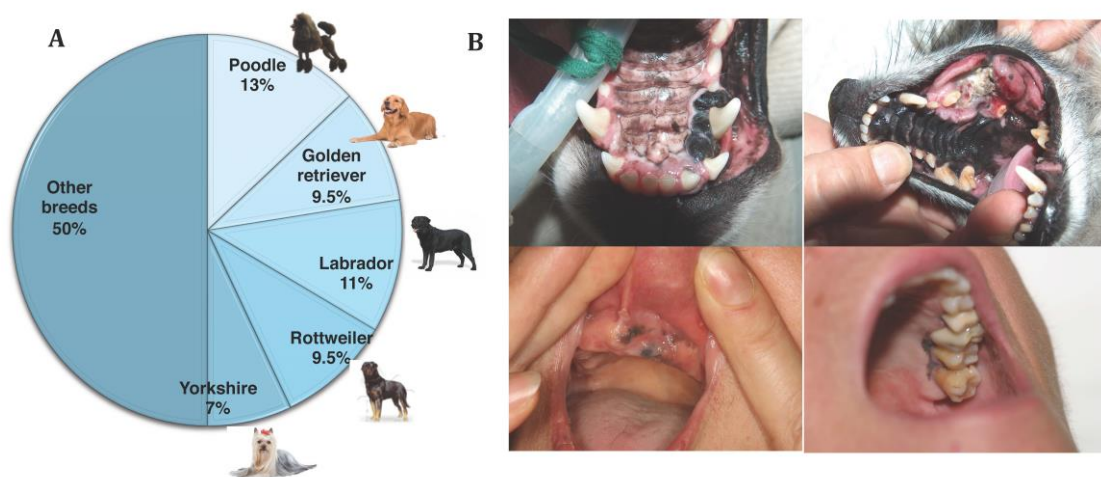 A
B
Poodle
13%
Golden
retriever
9.5%
Labrador
11%
Rottweiler
9.5%
Yorkshire
7%
Other
breeds
50%